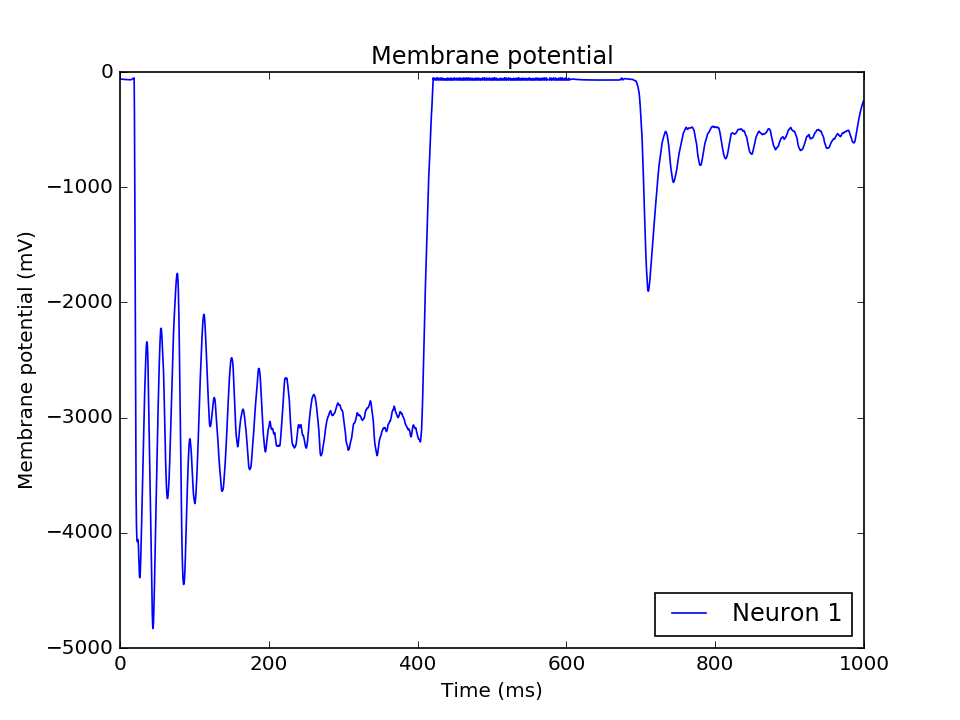 Membrane potential
Membrane potential (mV)
0
−1000
−2000
−3000
−4000
−5000
0 200 400 600 800 1000
Time (ms)
Neuron 1